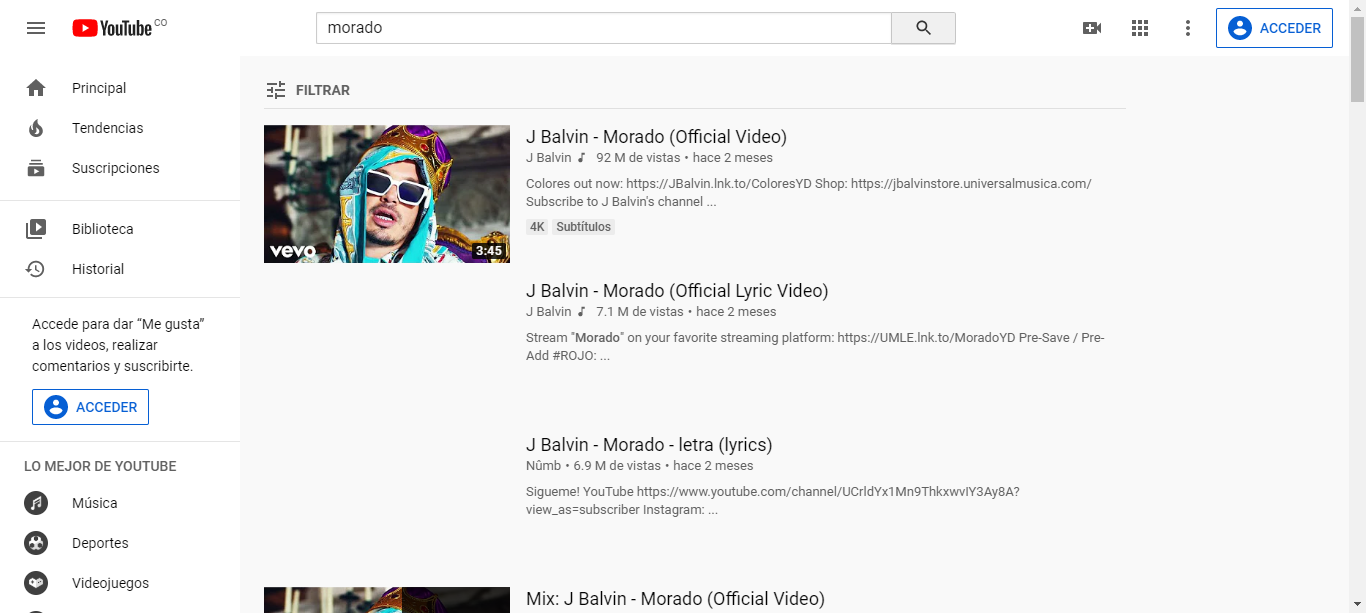 YouTube CO
morado
ACCEDER
Principal
Tendencias
Suscripciones
Biblioteca
Historial
Accede para dar “Me gusta”
a los videos, realizar
comentarios y suscribirte.
ACCEDER
LO MEJOR DE YOUTUBE
Música
Deportes
Videojuegos
FILTRAR
vevo
3:45
J Balvin - Morado (Official Video)
J Balvin 92 M de vistas • hace 2 meses
Colores out now: https://JBalvin.lnk.to/ColoresYD Shop: https://jbalvinstore.universalmusica.com/
Subscribe to J Balvin's channel ...
4K Subtítulos
J Balvin - Morado (Official Lyric Video)
J Balvin 7.1 M de vistas • hace 2 meses
Stream "Morado" on your favorite streaming platform: https://UMLE.lnk.to/MoradoYD Pre-Save / Pre-
Add #ROJO: ...
J Balvin - Morado - letra (lyrics)
Nûmb • 6.9 M de vistas • hace 2 meses
Sigueme! YouTube https://www.youtube.com/channel/UCrldYx1Mn9ThkxwvIY3Ay8A?
view_as=subscriber Instagram: ...
Mix: J Balvin - Morado (Official Video)